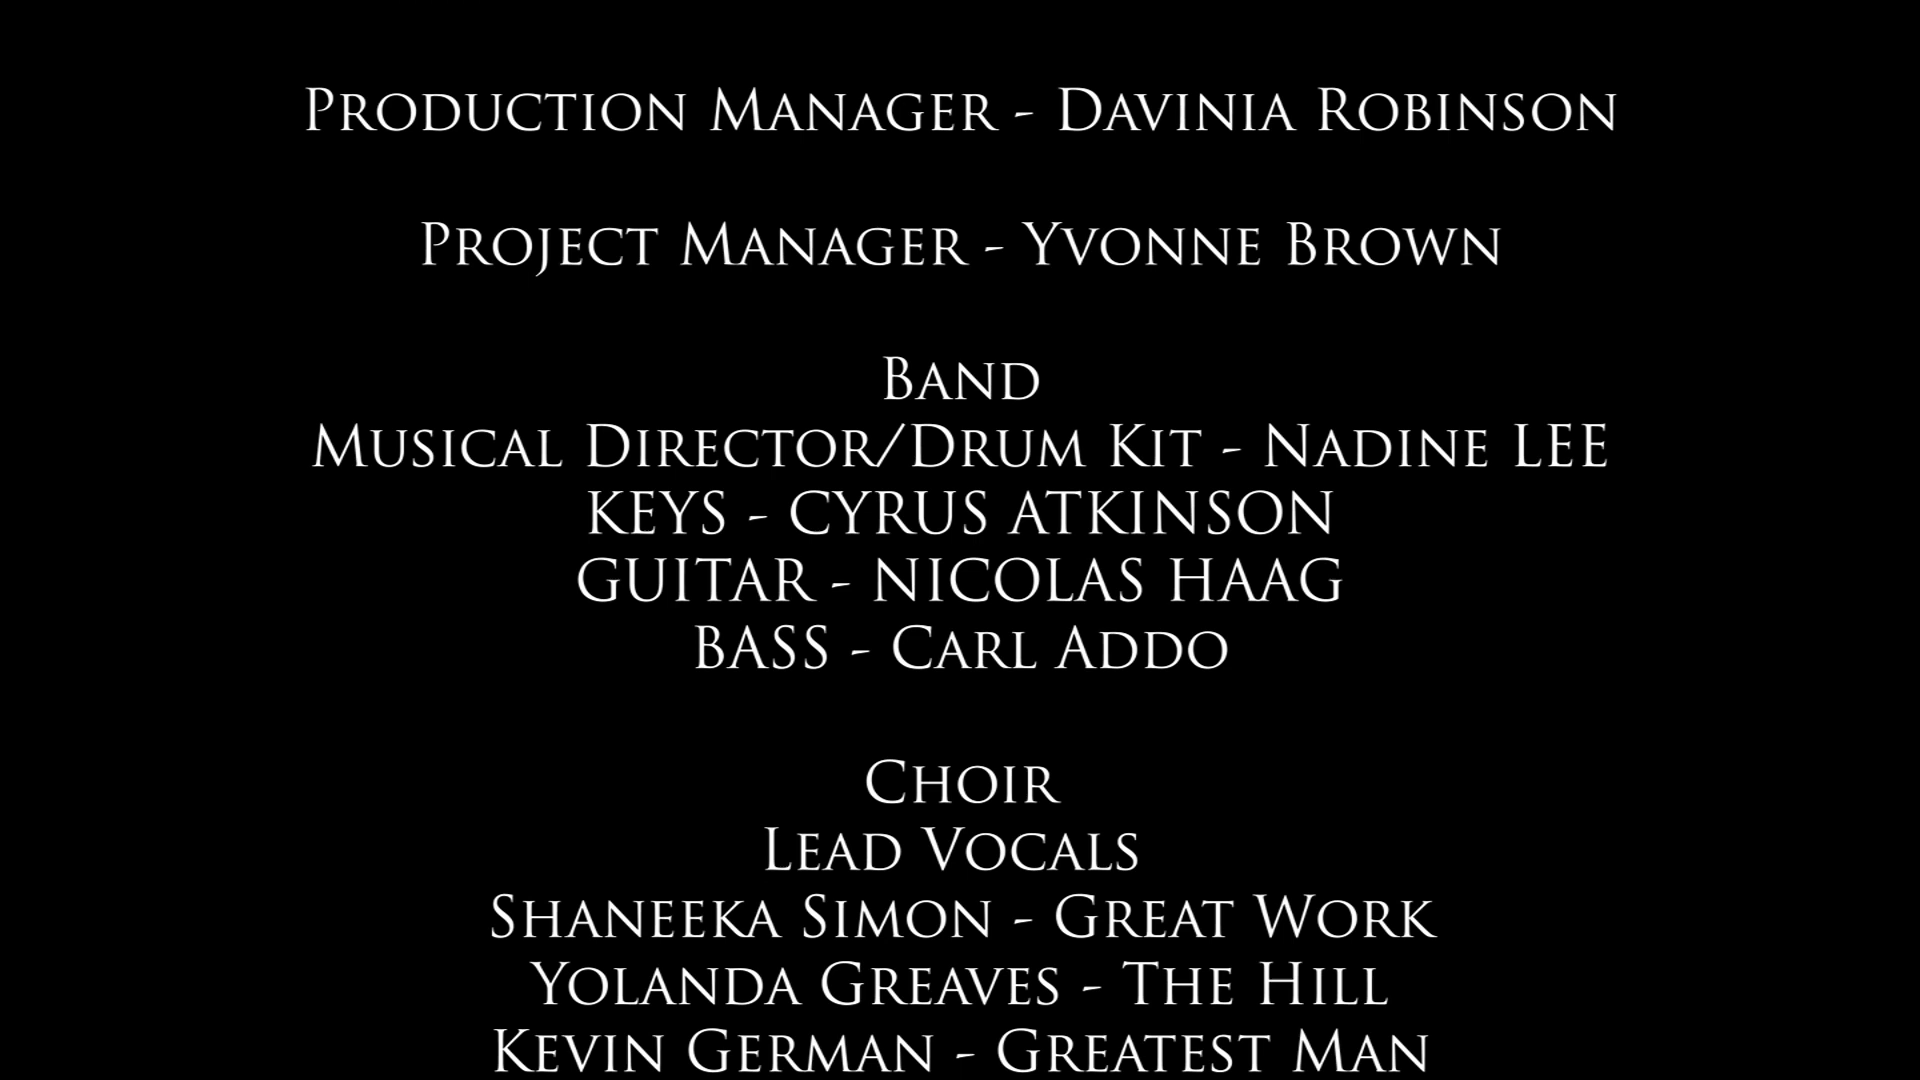 Production Manager - Davinia Robinson
Project Manager - Yvonne Brown
Band
Musical Director/Drum Kit - Nadine LEE
KEYS - CYRUS ATKINSON
GUITAR - NICOLAS HAAG
BASS - Carl Addo
Choir
Lead Vocals
Shaneeka Simon - Great Work
Yolanda Greaves - The Hill
Kevin German - Greatest Man